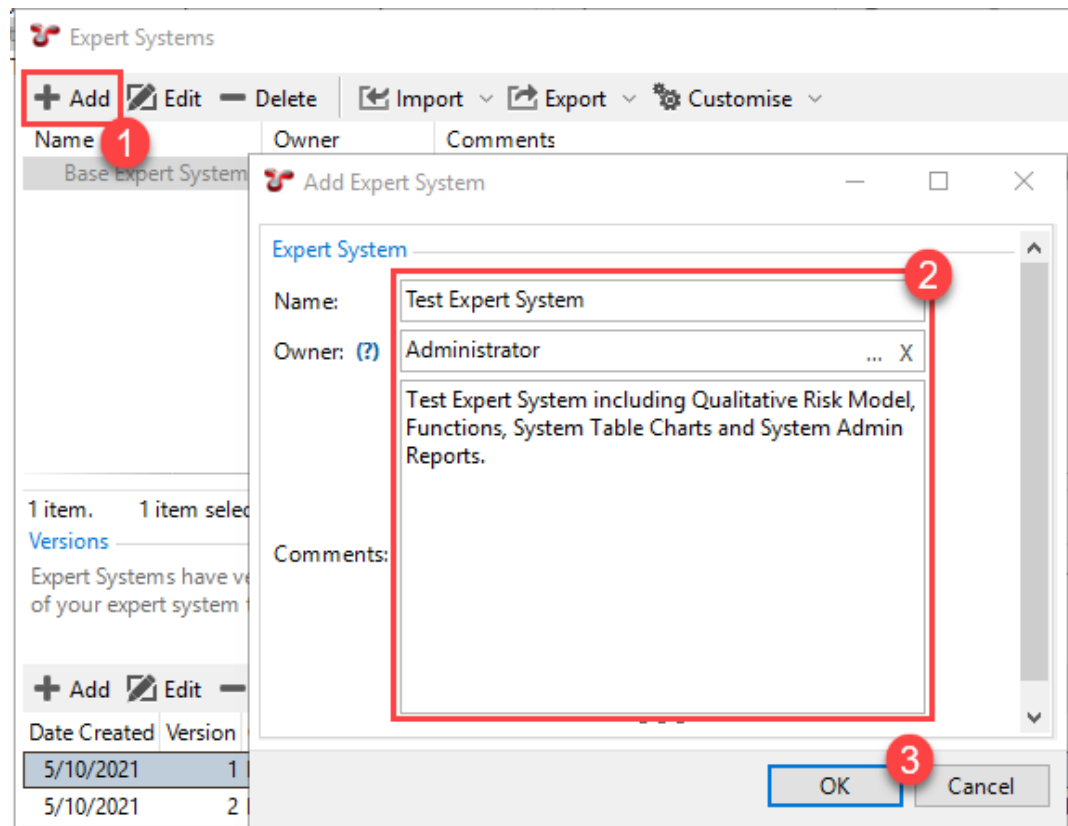 Expert Systems
Add Edit Delete Import Export Customise
1
Name Owner Comments
Base Expert System
Add Expert System
Expert System
2
Name: Test Expert System
Owner: (?) Administrator ... X
Test Expert System including Qualitative Risk Model,
Functions, System Table Charts and System Admin
Reports.
Comments:
1 item. 1 item selec
Versions
Expert Systems have ve
of your expert system
Add Edit
Date Created Version
5/10/2021 1
5/10/2021 2
3
OK Cancel